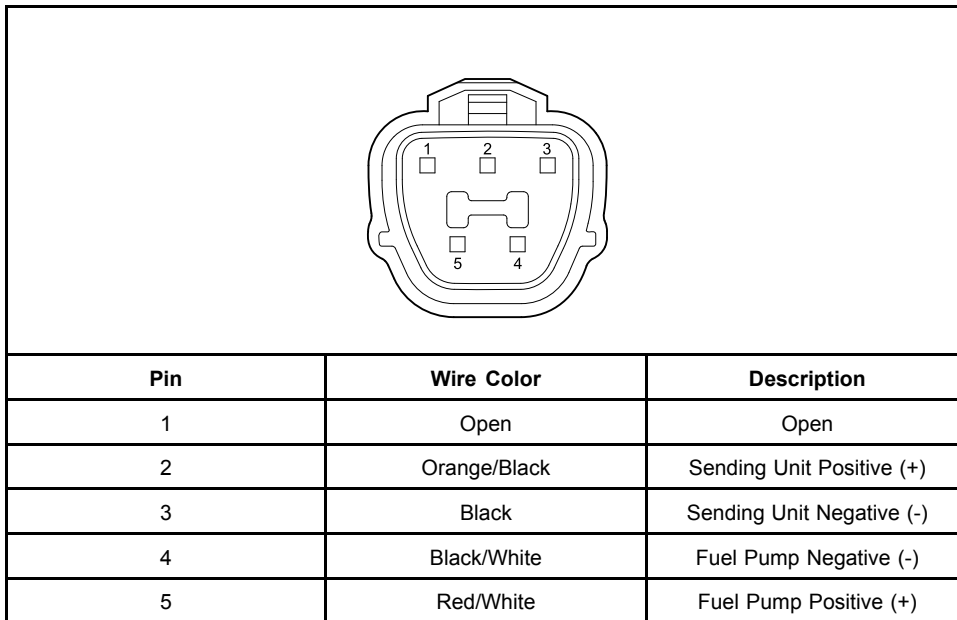 1 2 3
5 4
Pin Wire Color Description
1 Open Open
2 Orange/Black Sending Unit Positive (+)
3 Black Sending Unit Negative (-)
4 Black/White Fuel Pump Negative (-)
5 Red/White Fuel Pump Positive (+)